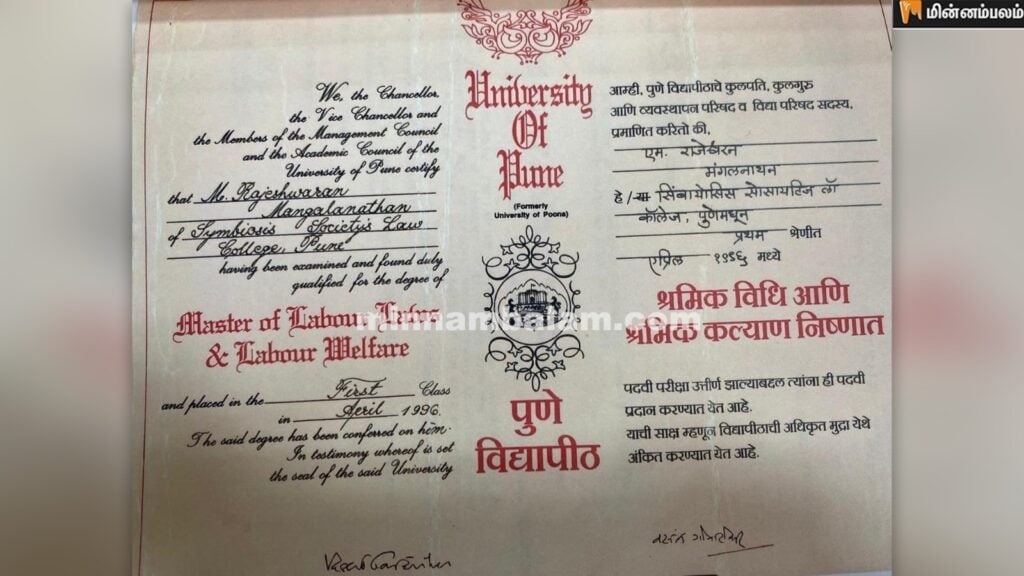 மின்னம்பலம்
We, the Chancellor,
the Vice Chancellor and
the Members of the Management Council
and the Academic Council of the
University of Pune certify
that M. Rajeshwaran
Mangalanathan
of Symbiosis Society's Law
College, Pune
having been examined and found duly
qualified for the degree of
Master of Labour Laws
& Labour Welfare
and placed in the First Class
in April 1996.
The said degree has been conferred on him.
In testimony whereof is set
the seal of the said University
University
Of
Pune
(Formerly
University of Poona)
पुणे
विद्यापीठ
आम्ही, पुणे विद्यापीठाचे कुलपति, कुलगुरु
आणि व्यवस्थापन परिषद व विद्या परिषद सदस्य,
प्रमाणित करितो की,
एम.
मंगलनाथन
हे / या सिंबायोसिस सोसायटिज लॉ
कॉलेज, पुणेमधून
प्रथम श्रेणीत
एप्रिल १९९६ मध्ये
श्रमिक विधि आणि
श्रमिक कल्याण निष्णात
पदवी परीक्षा उत्तीर्ण झाल्याबद्दल त्यांना ही पदवी
प्रदान करण्यात येत आहे.
याची साक्ष म्हणून विद्यापीठाची अधिकृत मुद्रा येथे
अंकित करण्यात येत आहे.
minnambalam.com